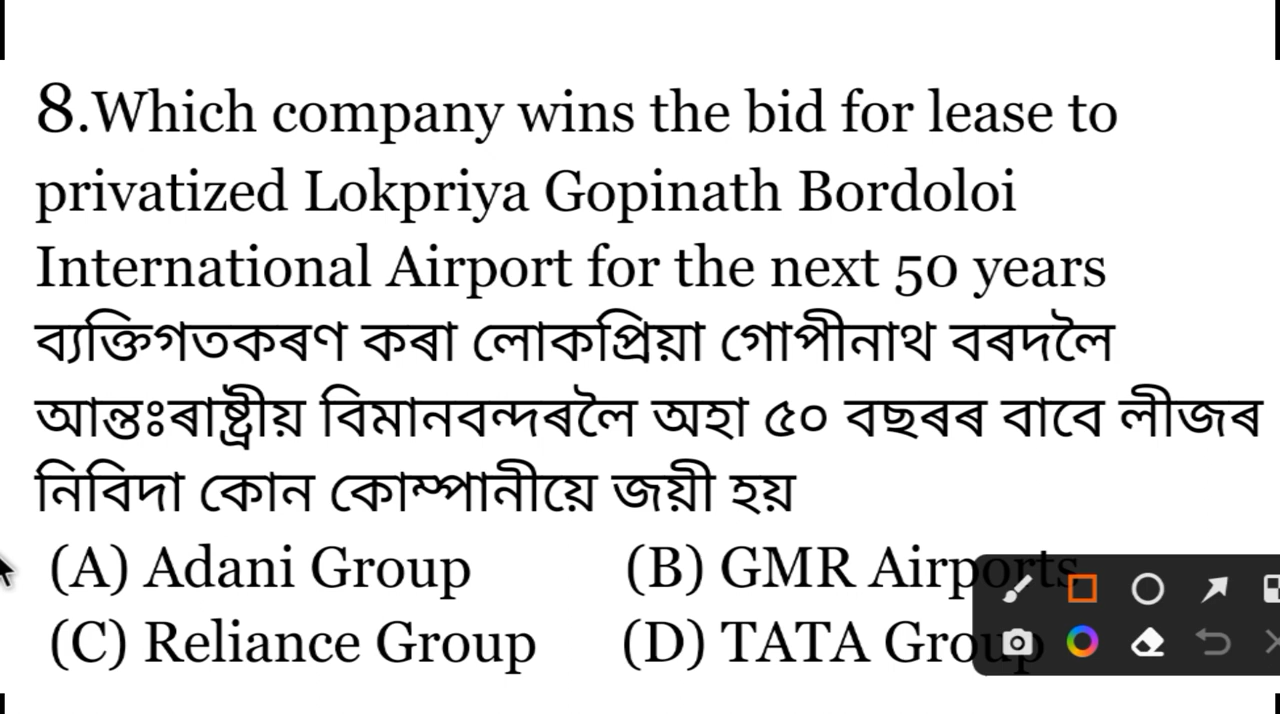 8.Which company wins the bid for lease to
privatized Lokpriya Gopinath Bordoloi
International Airport for the next 50 years
ব্যক্তিগতকৰণ কৰা লোকপ্ৰিয়া গোপীনাথ বৰদলৈ
আন্তঃৰাষ্ট্ৰীয় বিমানবন্দৰলৈ অহা ৫০ বছৰৰ বাবে লীজৰ
নিবিদা কোন কোম্পানীয়ে জয়ী হয়
(A) Adani Group (B) GMR Airports
(C) Reliance Group (D) TATA Group